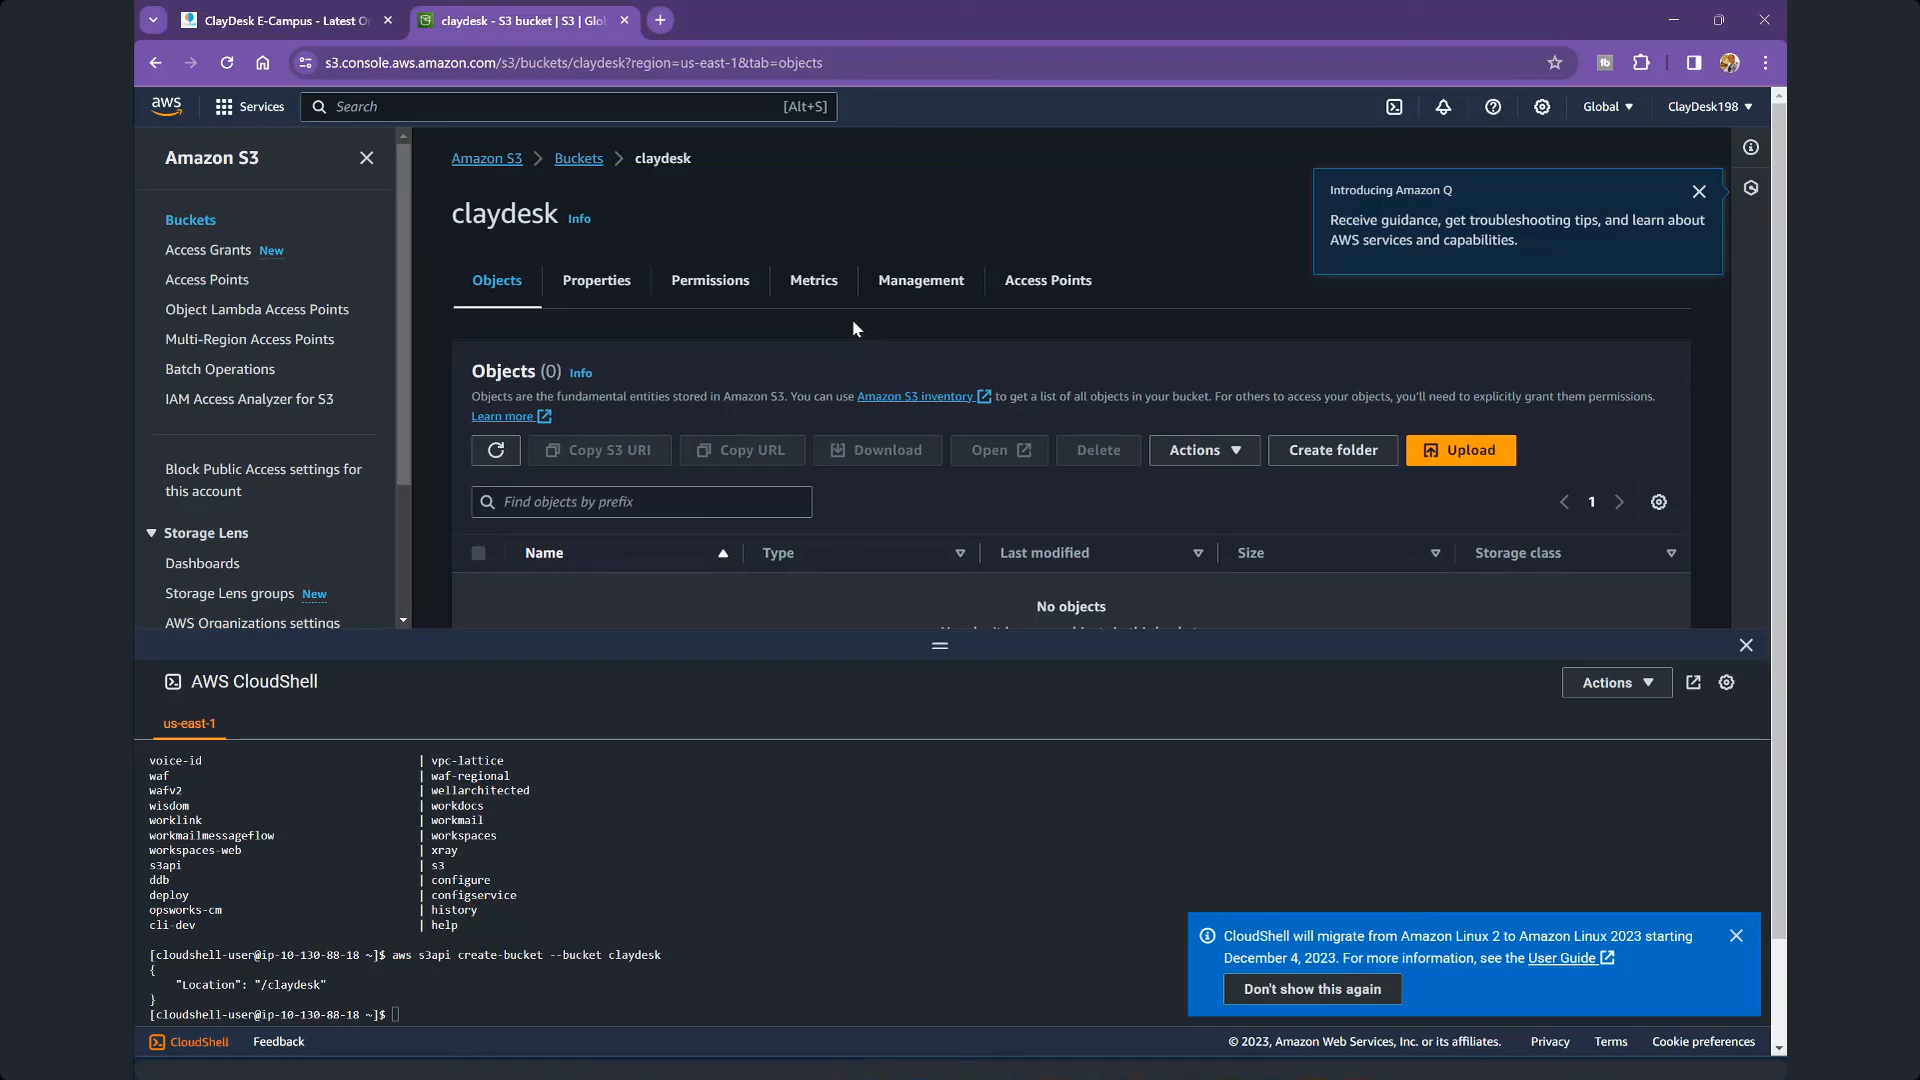 ClayDesk E-Campus - Latest O
claydesk - S3 bucket | S3 | Glo
s3.console.aws.amazon.com/s3/buckets/claydesk?region=us-east-1&tab=objects
aws
Services
Search
[Alt+S]
Global
ClayDesk198
Amazon S3
Buckets
Access Grants New
Access Points
Object Lambda Access Points
Multi-Region Access Points
Batch Operations
IAM Access Analyzer for S3
Block Public Access settings for
this account
Storage Lens
Dashboards
Storage Lens groups New
AWS Organizations settings
Amazon S3 > Buckets > claydesk
claydesk Info
Introducing Amazon Q
Receive guidance, get troubleshooting tips, and learn about
AWS services and capabilities.
Objects
Properties
Permissions
Metrics
Management
Access Points
Objects (0) Info
Objects are the fundamental entities stored in Amazon S3. You can use Amazon S3 inventory to get a list of all objects in your bucket. For others to access your objects, you'll need to explicitly grant them permissions.
Learn more
Copy S3 URI
Copy URL
Download
Open
Delete
Actions
Create folder
Upload
Find objects by prefix
1
Name
Type
Last modified
Size
Storage class
No objects
AWS CloudShell
Actions
us-east-1
voice-id | vpc-lattice
waf | waf-regional
wafv2 | wellarchitected
wisdom | workdocs
worklink | workmail
workmailmessageflow | workspaces
workspaces-web | xray
s3api | s3
ddb | configure
deploy | configservice
opsworks-cm | history
cli-dev | help
[cloudshell-user@ip-10-130-88-18 ~]$ aws s3api create-bucket --bucket claydesk
{
"Location": "/claydesk"
}
[cloudshell-user@ip-10-130-88-18 ~]$
CloudShell will migrate from Amazon Linux 2 to Amazon Linux 2023 starting
December 4, 2023. For more information, see the User Guide
Don't show this again
CloudShell
Feedback
© 2023, Amazon Web Services, Inc. or its affiliates.
Privacy
Terms
Cookie preferences